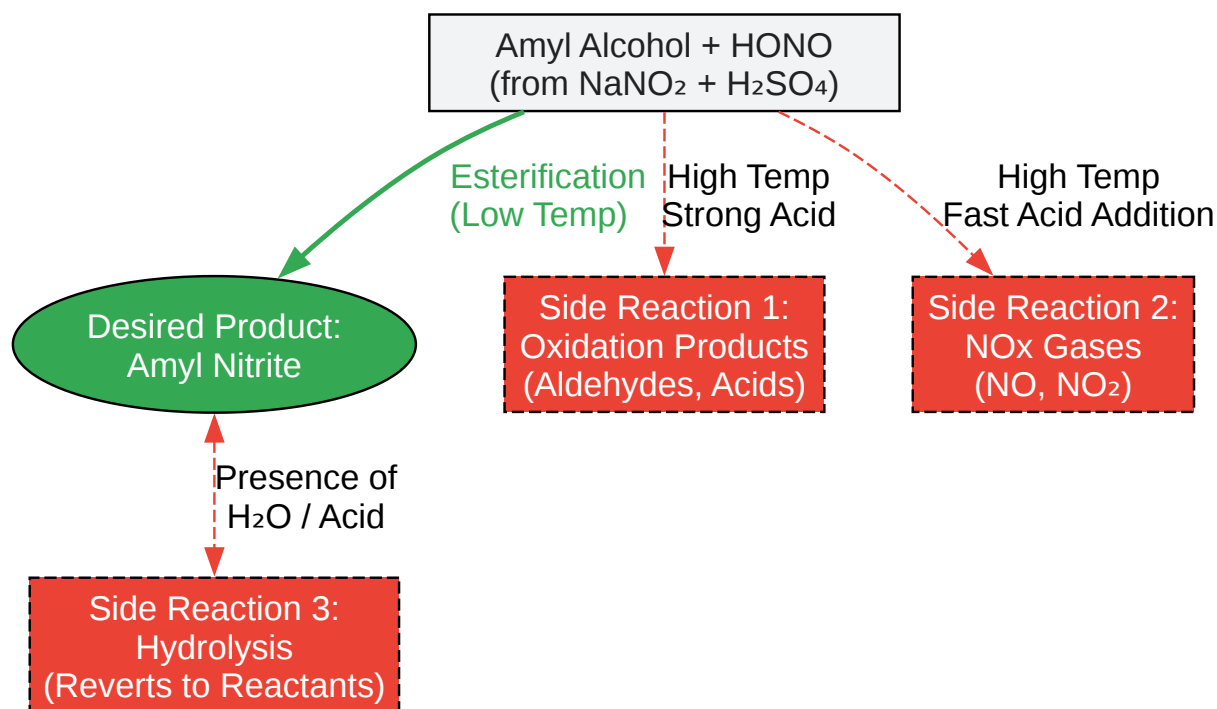 Amyl Alcohol + HONO
(from NaNO₂ + H₂SO₄)
Esterification
(Low Temp)
High Temp
Strong Acid
High Temp
Fast Acid Addition
Desired Product:
Amyl Nitrite
Side Reaction 1:
Oxidation Products
(Aldehydes, Acids)
Side Reaction 2:
NOx Gases
(NO, NO₂)
Presence of
H₂O / Acid
Side Reaction 3:
Hydrolysis
(Reverts to Reactants)